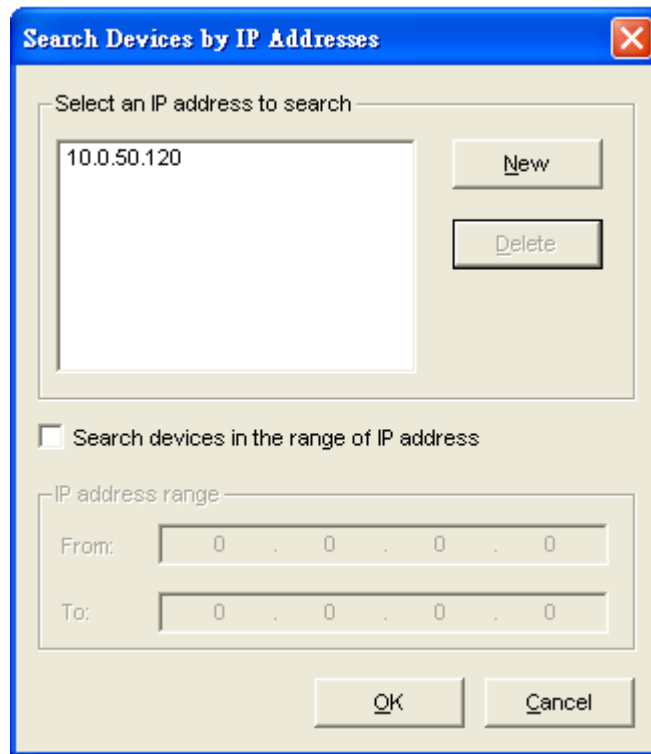 Search Devices by IP Addresses
Select an IP address to search
10.0.50.120
New
Delete
Search devices in the range of IP address
IP address range
From: 0 . 0 . 0 . 0
To: 0 . 0 . 0 . 0
OK Cancel